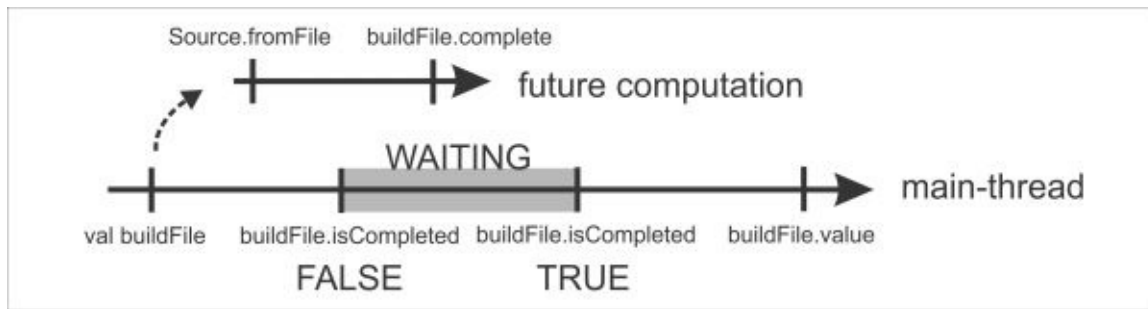 Source.fromFile buildFile.complete
future computation
WAITING
main-thread
val buildFile buildFile.isCompleted buildFile.isCompleted buildFile.value
FALSE TRUE